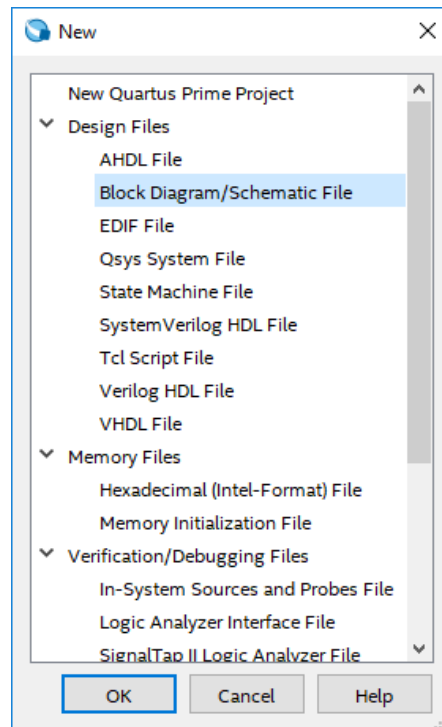 New
New Quartus Prime Project
Design Files
AHDL File
Block Diagram/Schematic File
EDIF File
Qsys System File
State Machine File
SystemVerilog HDL File
Tcl Script File
Verilog HDL File
VHDL File
Memory Files
Hexadecimal (Intel-Format) File
Memory Initialization File
Verification/Debugging Files
In-System Sources and Probes File
Logic Analyzer Interface File
SignalTap II Logic Analyzer File
OK Cancel Help